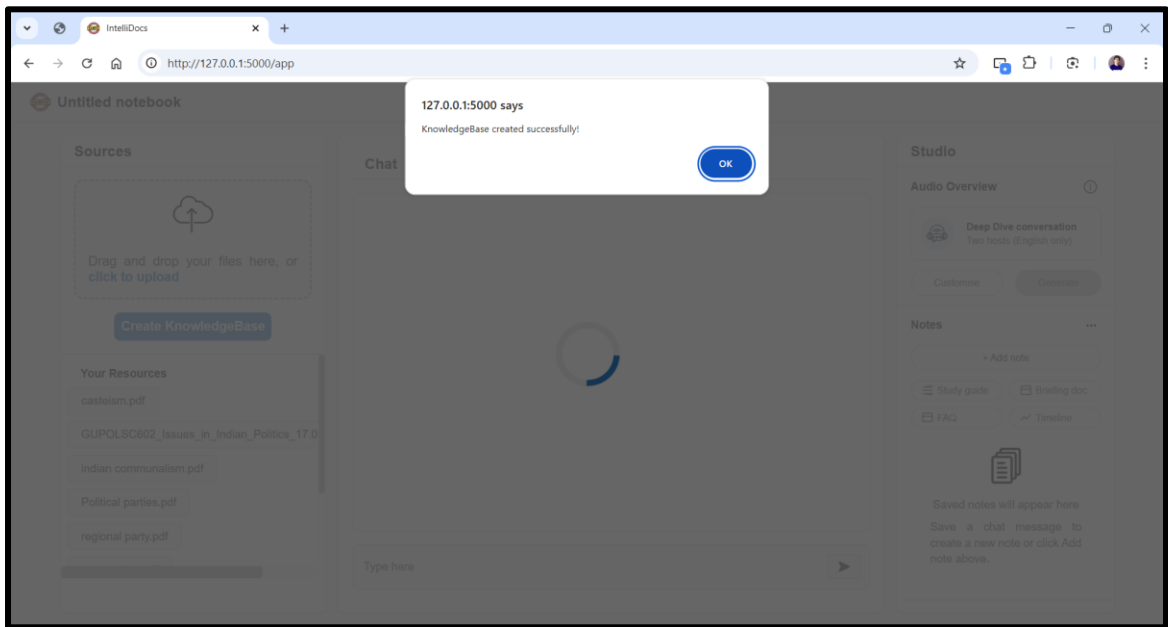 IntelliDocs
http://127.0.0.1:5000/app
127.0.0.1:5000 says
KnowledgeBase created successfully!
OK
Untitled notebook
Sources
Drag and drop your files here, or
click to upload
Create KnowledgeBase
Your Resources
casteism.pdf
GUPOLSC602_Issues_in_Indian_Politics_17.0
indian communalism.pdf
Political parties.pdf
regional party.pdf
Chat
Type here
Studio
Audio Overview
Deep Dive conversation
Two hosts (English only)
Customise
Generate
Notes
+ Add note
Study guide
Briefing doc
FAQ
Timeline
Saved notes will appear here
Save a chat message to
create a new note or click Add
note above.